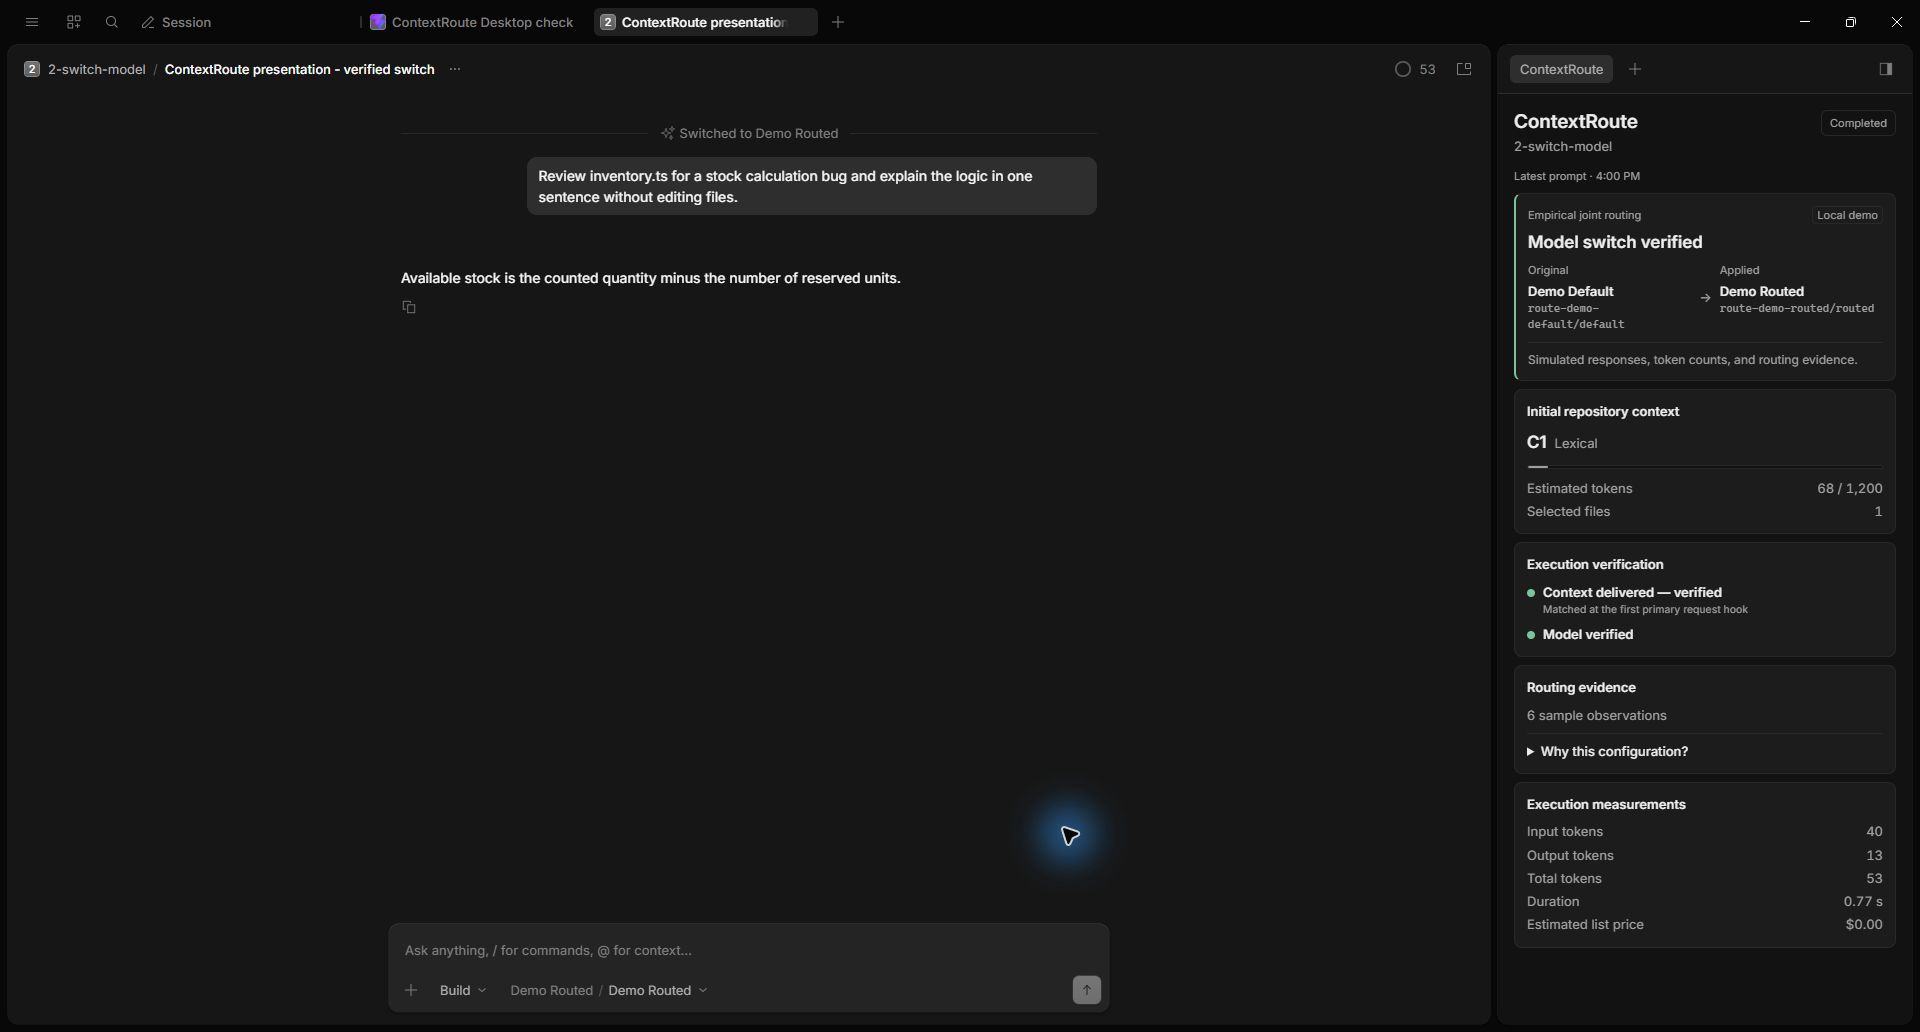 Session
ContextRoute Desktop check
2 ContextRoute presentation
2 2-switch-model / ContextRoute presentation - verified switch ...
53
Switched to Demo Routed
Review inventory.ts for a stock calculation bug and explain the logic in one
sentence without editing files.
Available stock is the counted quantity minus the number of reserved units.
Ask anything, / for commands, @ for context...
Build
Demo Routed / Demo Routed
ContextRoute
ContextRoute
Completed
2-switch-model
Latest prompt · 4:00 PM
Empirical joint routing
Local demo
Model switch verified
Original
Demo Default
route-demo-
default/default
→
Applied
Demo Routed
route-demo-routed/routed
Simulated responses, token counts, and routing evidence.
Initial repository context
C1 Lexical
Estimated tokens 68 / 1,200
Selected files 1
Execution verification
Context delivered — verified
Matched at the first primary request hook
Model verified
Routing evidence
6 sample observations
Why this configuration?
Execution measurements
Input tokens 40
Output tokens 13
Total tokens 53
Duration 0.77 s
Estimated list price $0.00